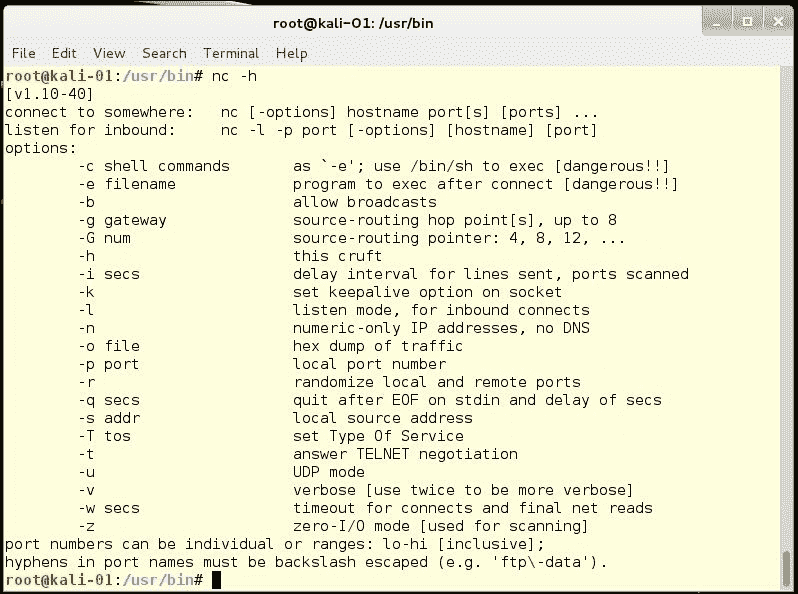 root@kali-01: /usr/bin
File Edit View Search Terminal Help
root@kali-01:/usr/bin# nc -h
[v1.10-40]
connect to somewhere:   nc [-options] hostname port[s] [ports] ...
listen for inbound:     nc -l -p port [-options] [hostname] [port]
options:
        -c shell commands       as `-e'; use /bin/sh to exec [dangerous!!]
        -e filename             program to exec after connect [dangerous!!]
        -b                      allow broadcasts
        -g gateway              source-routing hop point[s], up to 8
        -G num                  source-routing pointer: 4, 8, 12, ...
        -h                      this cruft
        -i secs                 delay interval for lines sent, ports scanned
        -k                      set keepalive option on socket
        -l                      listen mode, for inbound connects
        -n                      numeric-only IP addresses, no DNS
        -o file                 hex dump of traffic
        -p port                 local port number
        -r                      randomize local and remote ports
        -q secs                 quit after EOF on stdin and delay of secs
        -s addr                 local source address
        -T tos                  set Type Of Service
        -t                      answer TELNET negotiation
        -u                      UDP mode
        -v                      verbose [use twice to be more verbose]
        -w secs                 timeout for connects and final net reads
        -z                      zero-I/O mode [used for scanning]
port numbers can be individual or ranges: lo-hi [inclusive];
hyphens in port names must be backslash escaped (e.g. 'ftp\-data').
root@kali-01:/usr/bin#